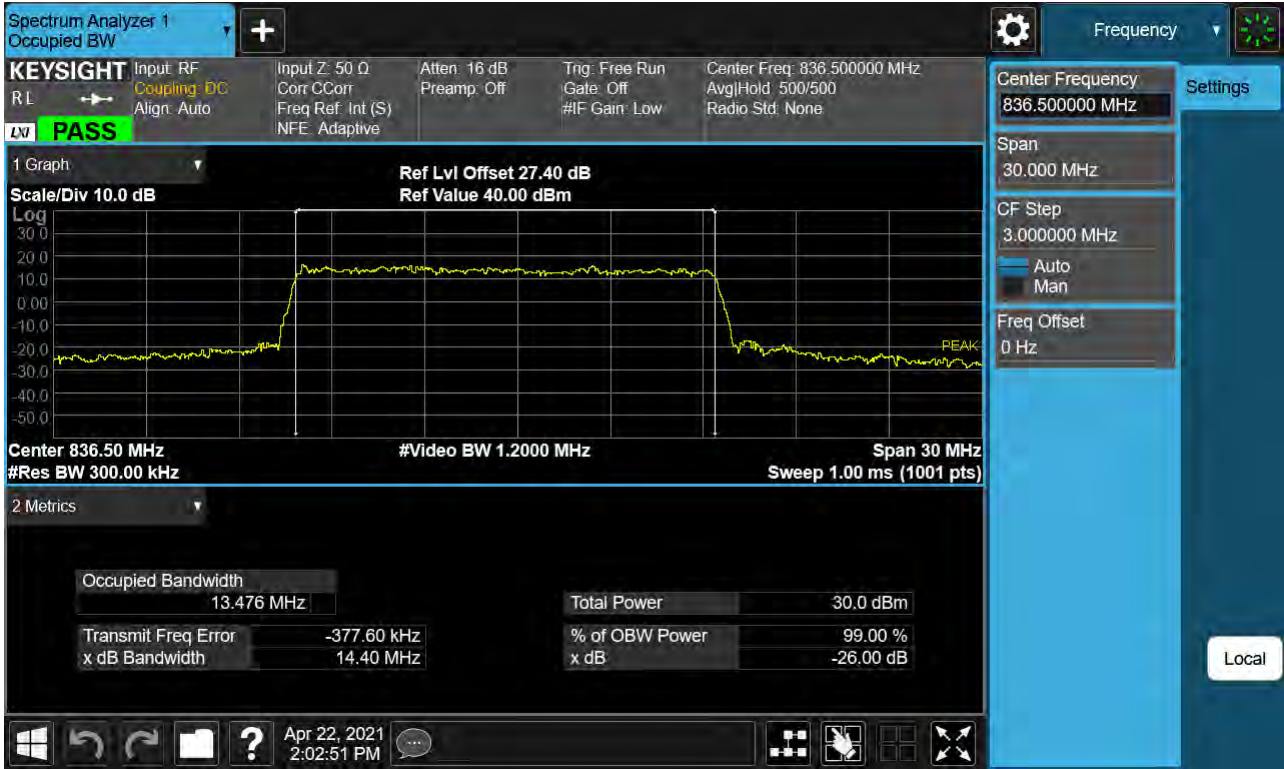 Spectrum Analyzer 1
Occupied BW
Frequency
KEYSIGHT
R L
LXI
PASS
Input: RF
Coupling: DC
Align: Auto
Input Z: 50 Ω
Corr CCorr
Freq Ref: Int (S)
NFE: Adaptive
Atten: 16 dB
Preamp: Off
Trig: Free Run
Gate: Off
#IF Gain: Low
Center Freq: 836.500000 MHz
Avg|Hold: 500/500
Radio Std: None
Center Frequency
836.500000 MHz
Settings
Span
30.000 MHz
CF Step
3.000000 MHz
Auto
Man
Freq Offset
0 Hz
Local
1 Graph
Scale/Div 10.0 dB
Ref Lvl Offset 27.40 dB
Ref Value 40.00 dBm
Log
30.0
20.0
10.0
0.00
-10.0
-20.0
-30.0
-40.0
-50.0
PEAK
Center 836.50 MHz
#Video BW 1.2000 MHz
Span 30 MHz
#Res BW 300.00 kHz
Sweep 1.00 ms (1001 pts)
2 Metrics
Occupied Bandwidth
13.476 MHz
Total Power 30.0 dBm
Transmit Freq Error -377.60 kHz
% of OBW Power 99.00 %
x dB Bandwidth 14.40 MHz
x dB -26.00 dB
?
Apr 22, 2021
2:02:51 PM